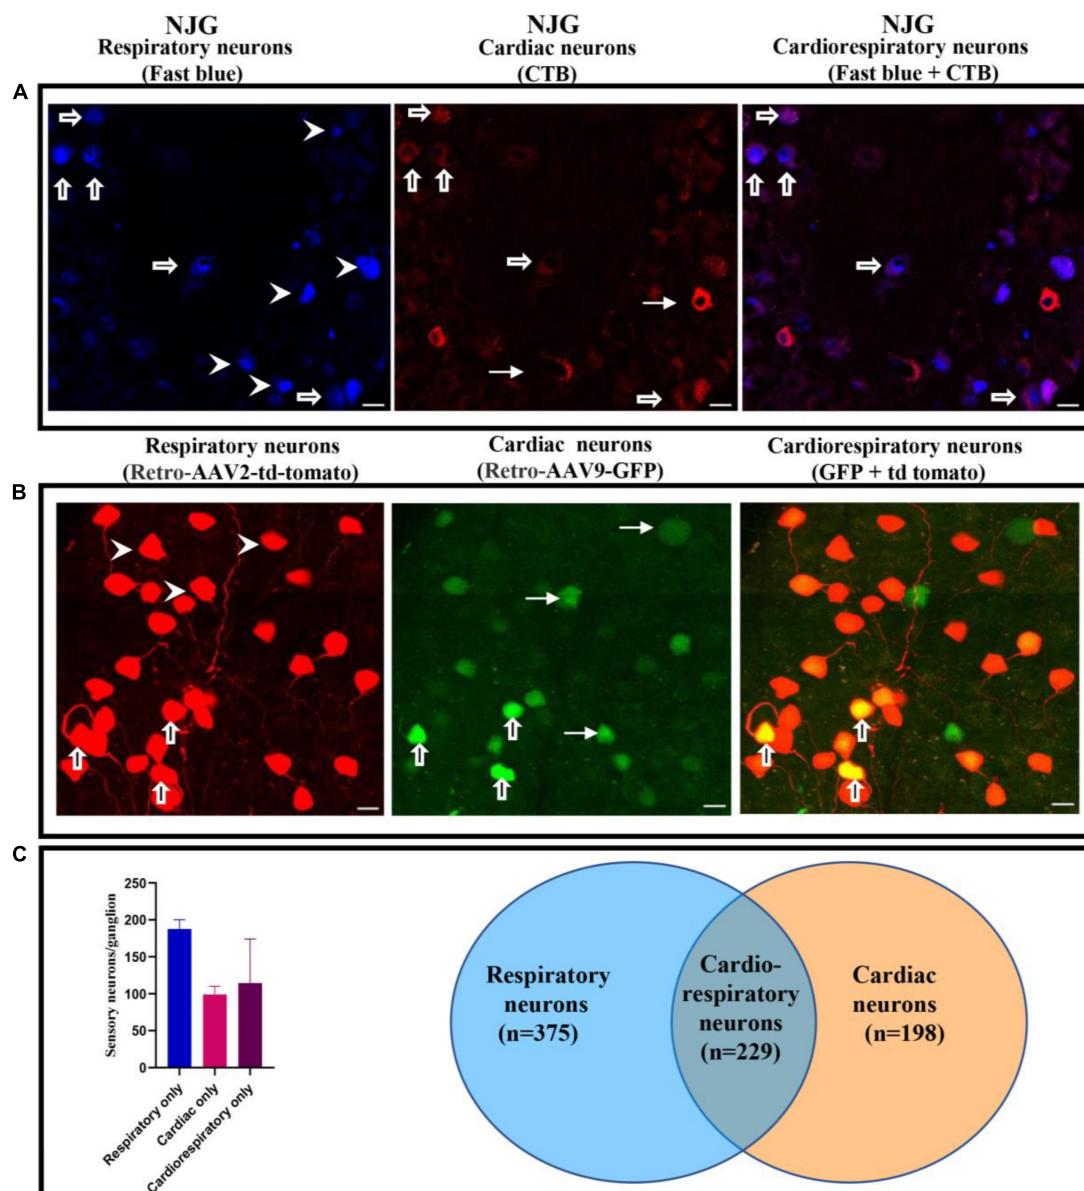 NJG
Respiratory neurons
(Fast blue)
NJG
Cardiac neurons
(CTB)
NJG
Cardiorespiratory neurons
(Fast blue + CTB)
A
Respiratory neurons
(Retro-AAV2-td-tomato)
Cardiac neurons
(Retro-AAV9-GFP)
Cardiorespiratory neurons
(GFP + td tomato)
B
C
Sensory neurons/ganglion
250
200
150
100
50
0
Respiratory only
Cardiac only
Cardiorespiratory only
Respiratory
neurons
(n=375)
Cardio-
respiratory
neurons
(n=229)
Cardiac
neurons
(n=198)